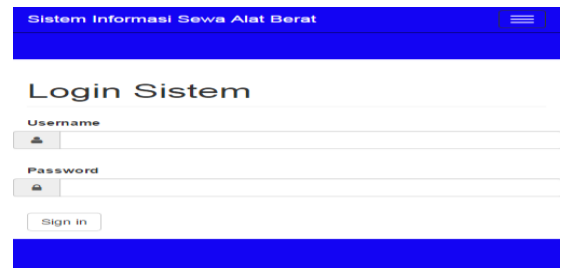 Sistem Informasi Sewa Alat Berat
Login Sistem
Username
Password
Sign in